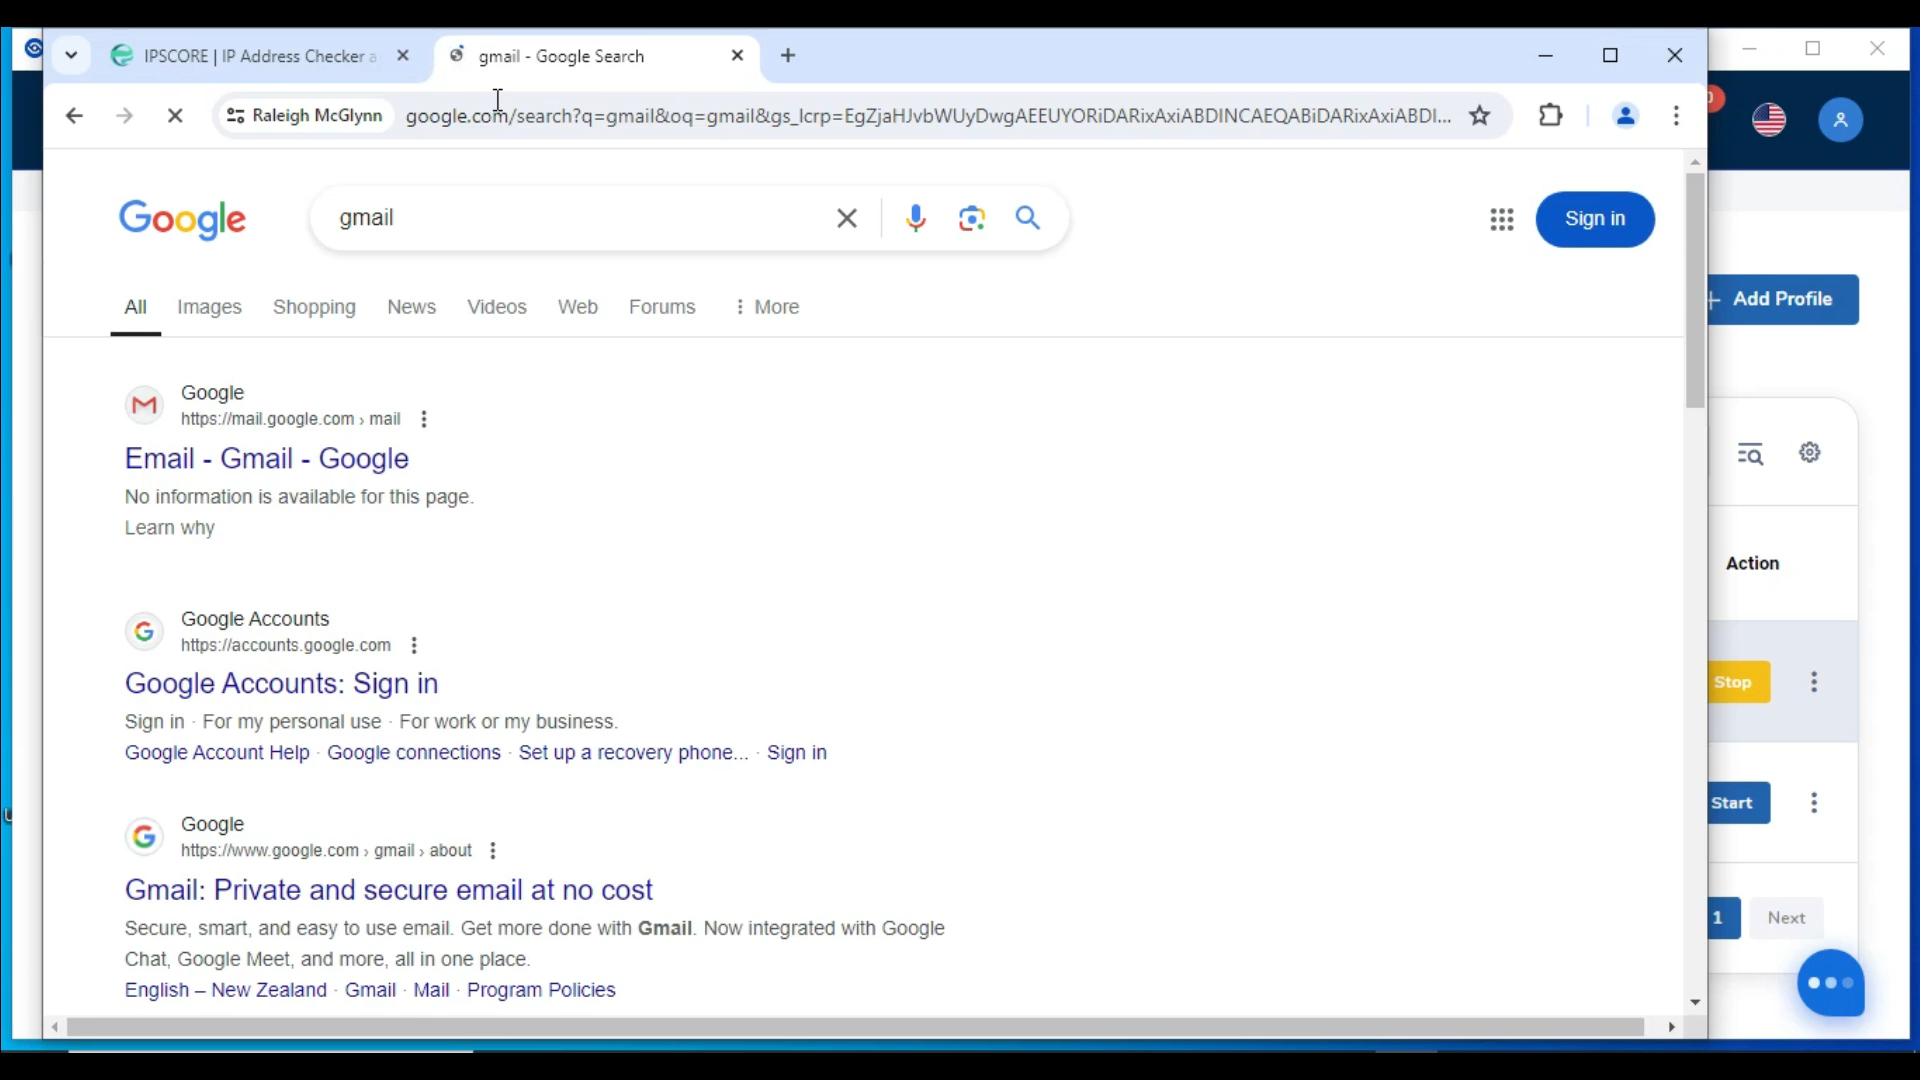 IPSCORE | IP Address Checker a
gmail - Google Search
Raleigh McGlynn
google.com/search?q=gmail&oq=gmail&gs_lcrp=EgZjaHJvbWUyDwgAEEUYORiDARixAxiABDINCAEQABiDARixAxiABDI...
Google
gmail
Sign in
All
Images
Shopping
News
Videos
Web
Forums
More
Add Profile
Google
https://mail.google.com › mail
Email - Gmail - Google
No information is available for this page.
Learn why
Action
Google Accounts
https://accounts.google.com
Google Accounts: Sign in
Sign in · For my personal use · For work or my business.
Google Account Help · Google connections · Set up a recovery phone... · Sign in
Stop
Start
Google
https://www.google.com › gmail › about
Gmail: Private and secure email at no cost
Secure, smart, and easy to use email. Get more done with Gmail. Now integrated with Google
Chat, Google Meet, and more, all in one place.
English – New Zealand · Gmail · Mail · Program Policies
1
Next